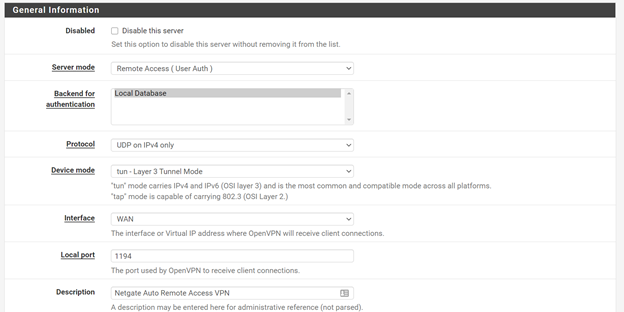 General Information
Disabled
Disable this server
Set this option to disable this server without removing it from the list.
Server mode
Remote Access ( User Auth )
Backend for
authentication
Local Database
Protocol
UDP on IPv4 only
Device mode
tun - Layer 3 Tunnel Mode
"tun" mode carries IPv4 and IPv6 (OSI layer 3) and is the most common and compatible mode across all platforms.
"tap" mode is capable of carrying 802.3 (OSI Layer 2.)
Interface
WAN
The interface or Virtual IP address where OpenVPN will receive client connections.
Local port
1194
The port used by OpenVPN to receive client connections.
Description
Netgate Auto Remote Access VPN
A description may be entered here for administrative reference (not parsed).